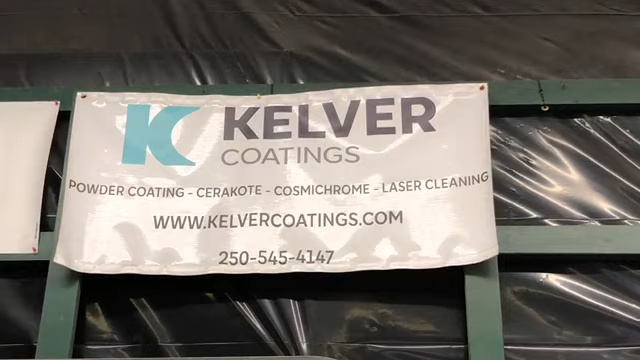 KELVER
COATINGS
POWDER COATING - CERAKOTE - COSMICHROME - LASER CLEANING
WWW.KELVERCOATINGS.COM
250-545-4147